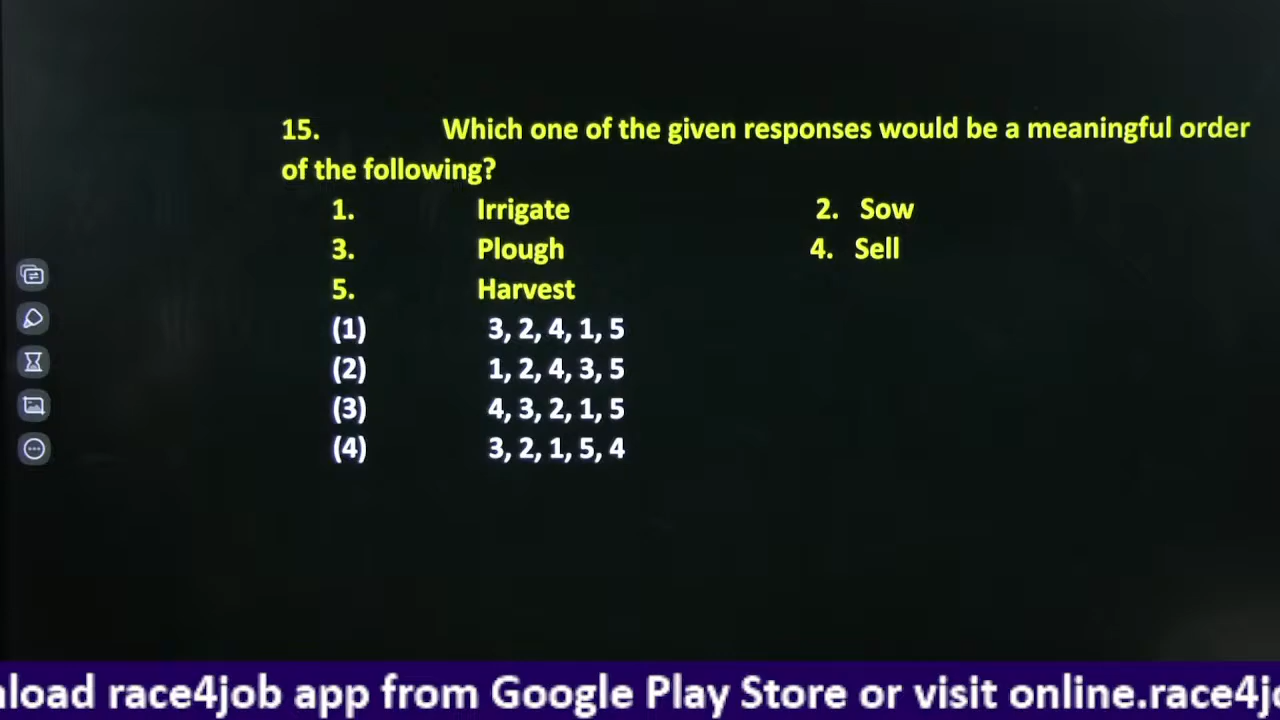 15. Which one of the given responses would be a meaningful order
of the following?
1. Irrigate 2. Sow
3. Plough 4. Sell
5. Harvest
(1) 3, 2, 4, 1, 5
(2) 1, 2, 4, 3, 5
(3) 4, 3, 2, 1, 5
(4) 3, 2, 1, 5, 4
nload race4job app from Google Play Store or visit online.race4jo